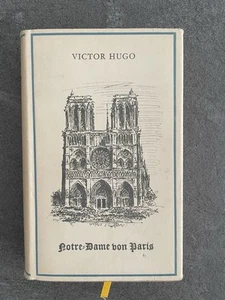 VICTOR HUGO
Notre-Dame von Paris